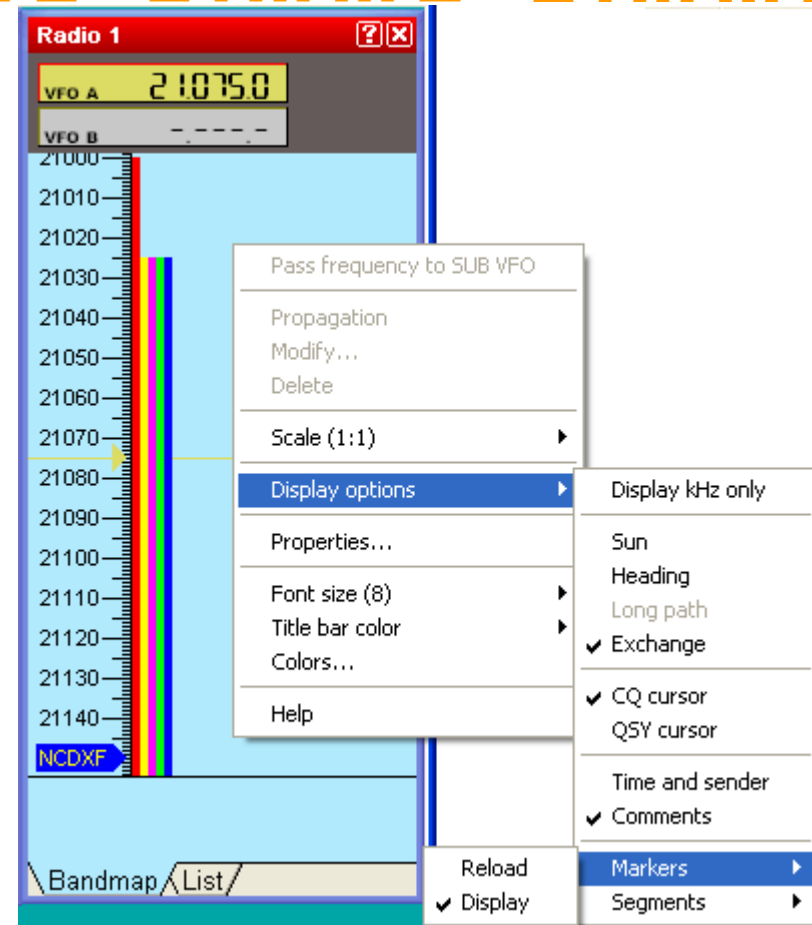 Radio 1
VFO A 21.075.0
VFO B -.---.-
21000
21010
21020
21030
21040
21050
21060
21070
21080
21090
21100
21110
21120
21130
21140
NCDXF
Bandmap
List
Pass frequency to SUB VFO
Propagation
Modify...
Delete
Scale (1:1)
Display options
Properties...
Font size (8)
Title bar color
Colors...
Help
Display kHz only
Sun
Heading
Long path
Exchange
CQ cursor
QSY cursor
Time and sender
Comments
Markers
Segments
Reload
Display